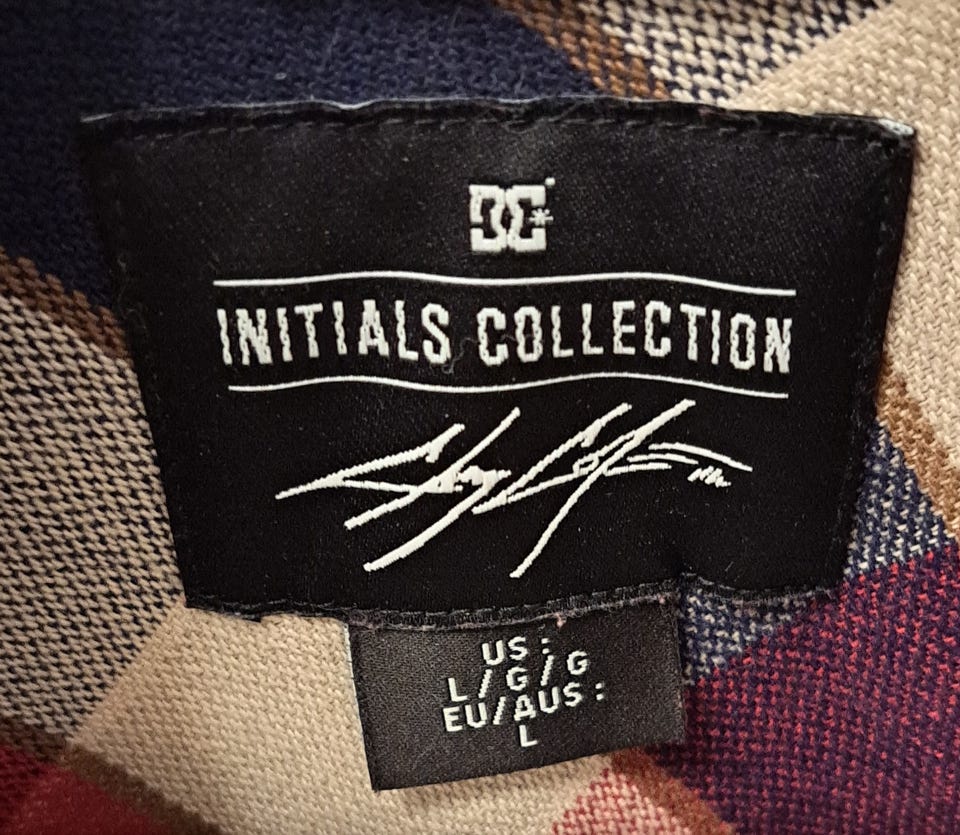 DC
INITIALS COLLECTION
US:
L/G/G
EU/AUS:
L